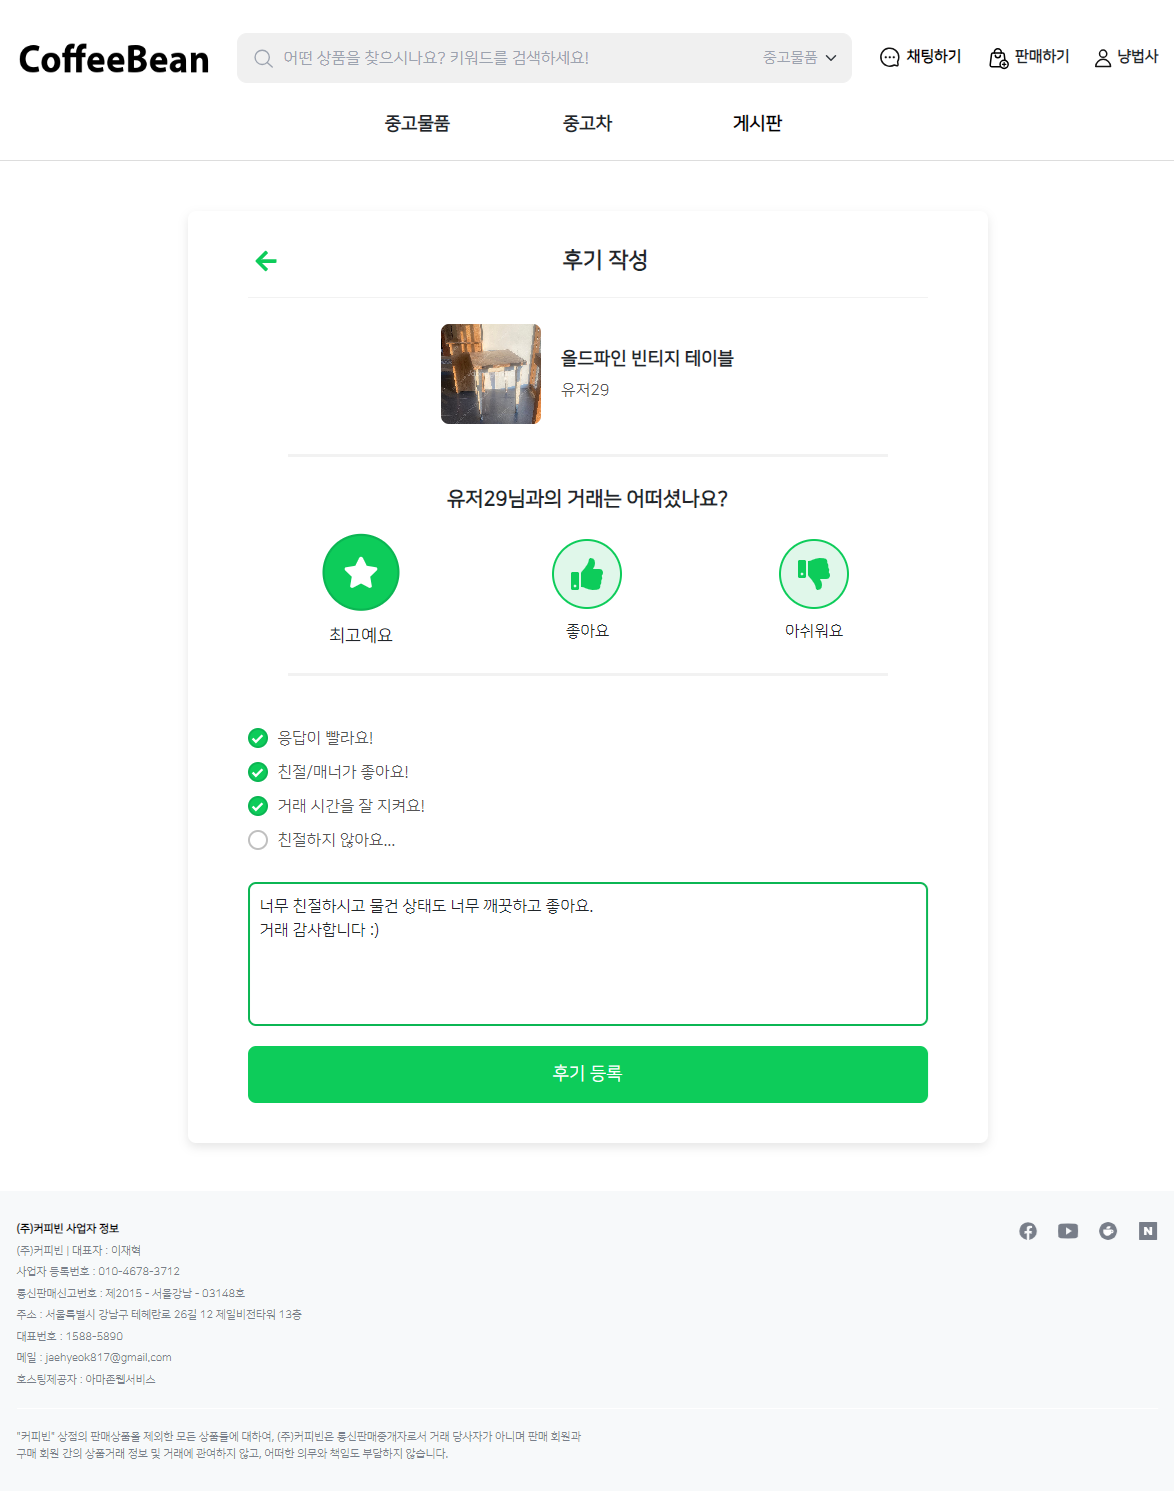 CoffeeBean
어떤 상품을 찾으시나요? 키워드를 검색하세요!
중고물품
채팅하기
판매하기
냥법사
중고물품
중고차
게시판
후기 작성
올드파인 빈티지 테이블
유저29
유저29님과의 거래는 어떠셨나요?
최고예요
좋아요
아쉬워요
응답이 빨라요!
친절/매너가 좋아요!
거래 시간을 잘 지켜요!
친절하지 않아요...
너무 친절하시고 물건 상태도 너무 깨끗하고 좋아요.
거래 감사합니다 :)
후기 등록
(주)커피빈 사업자 정보
(주)커피빈 | 대표자 : 이재혁
사업자 등록번호 : 010-4678-3712
통신판매신고번호 : 제2015 - 서울강남 - 03148호
주소 : 서울특별시 강남구 테헤란로 26길 12 제일비전타워 13층
대표번호 : 1588-5890
메일 : jaehyeok817@gmail.com
호스팅제공자 : 아마존웹서비스
"커피빈" 상점의 판매상품을 제외한 모든 상품들에 대하여, (주)커피빈은 통신판매중개자로서 거래 당사자가 아니며 판매 회원과
구매 회원 간의 상품거래 정보 및 거래에 관여하지 않고, 어떠한 의무와 책임도 부담하지 않습니다.